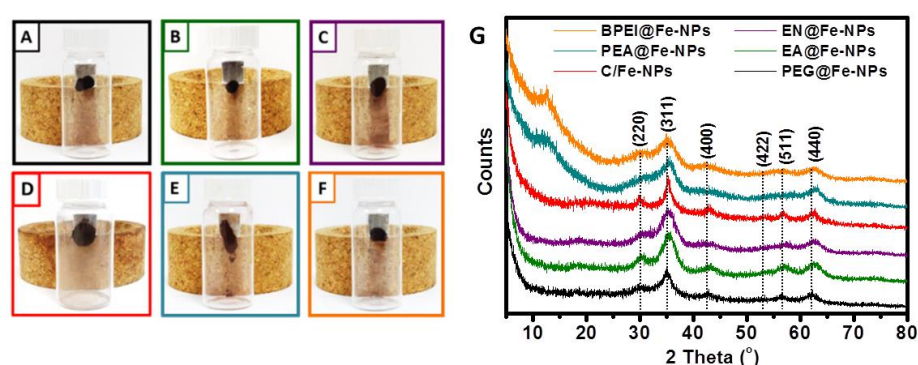 A
B
C
D
E
F
G
BPEI@Fe-NPs
EN@Fe-NPs
PEA@Fe-NPs
EA@Fe-NPs
C/Fe-NPs
PEG@Fe-NPs
(220)
(311)
(400)
(422)
(511)
(440)
Counts
10 20 30 40 50 60 70 80
2 Theta (°)